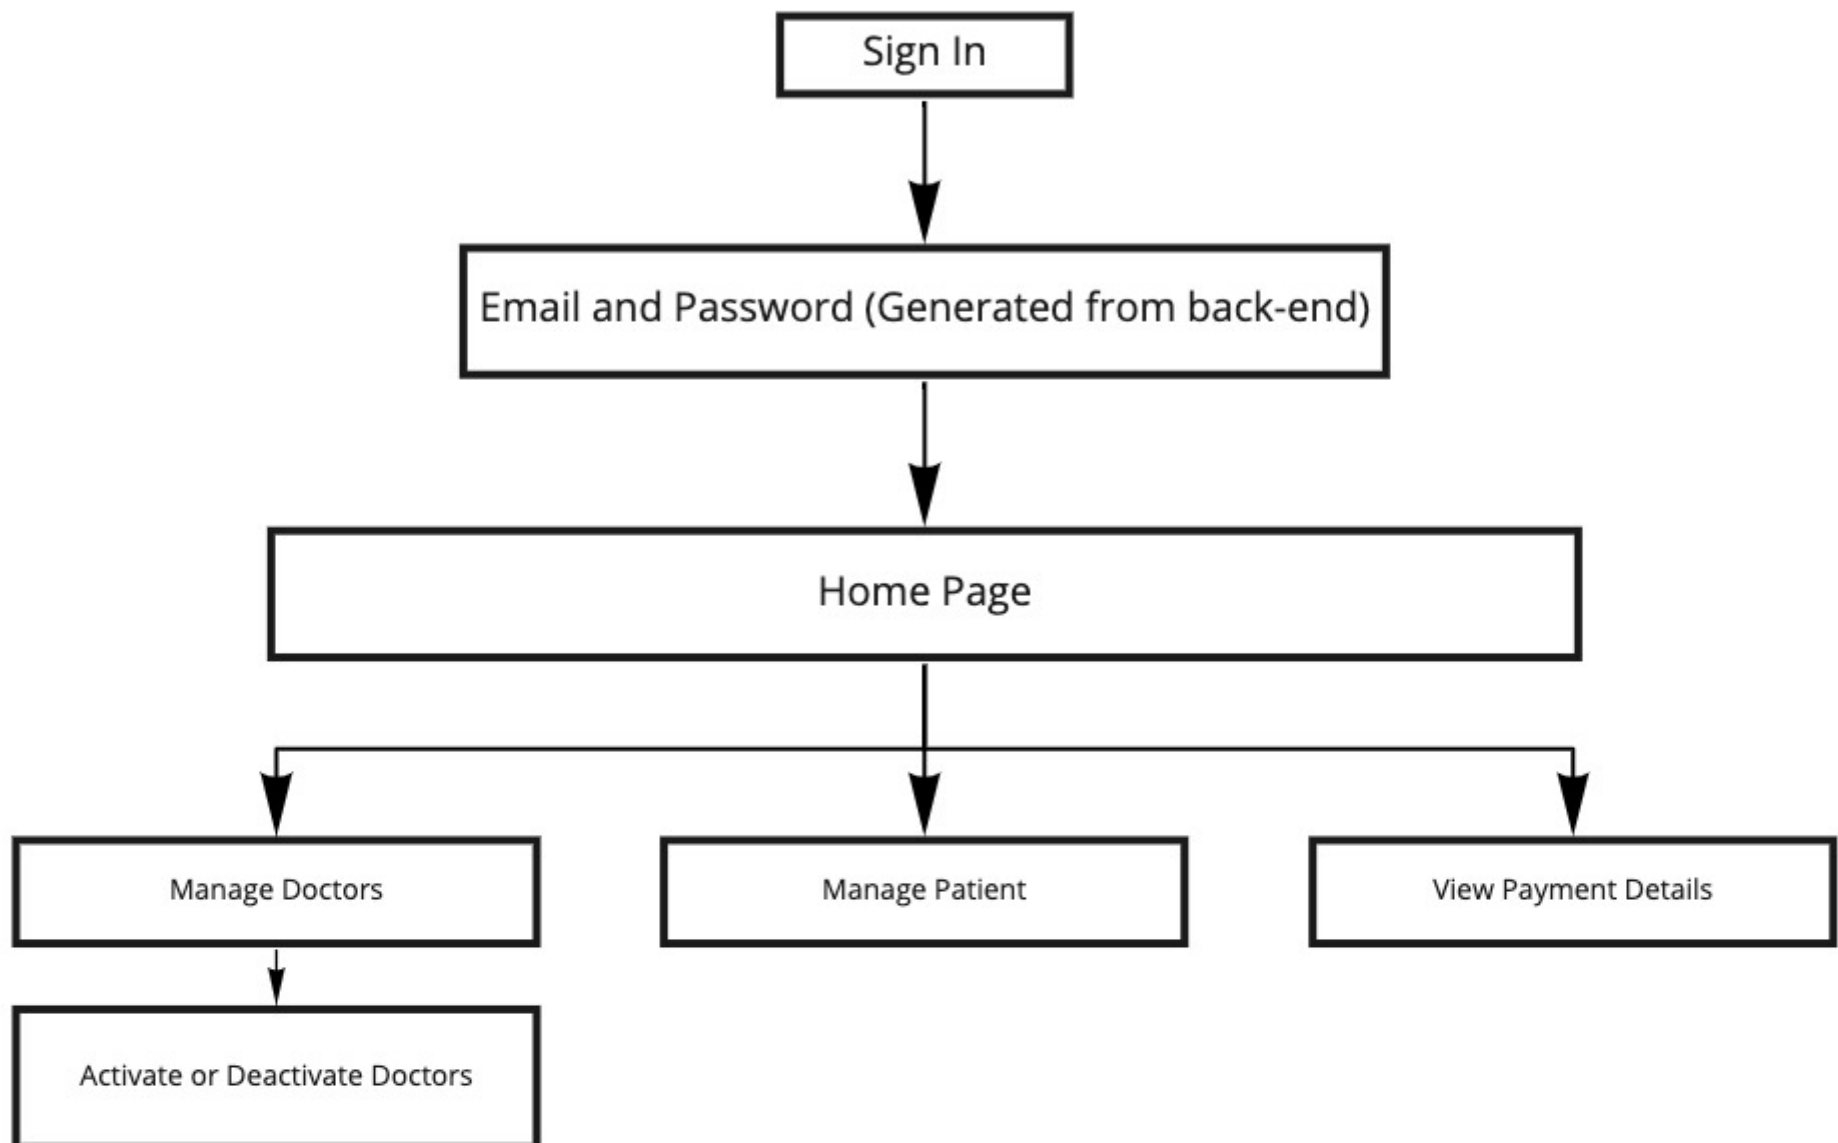 Sign In
Email and Password (Generated from back-end)
Home Page
Manage Doctors
Manage Patient
View Payment Details
Activate or Deactivate Doctors